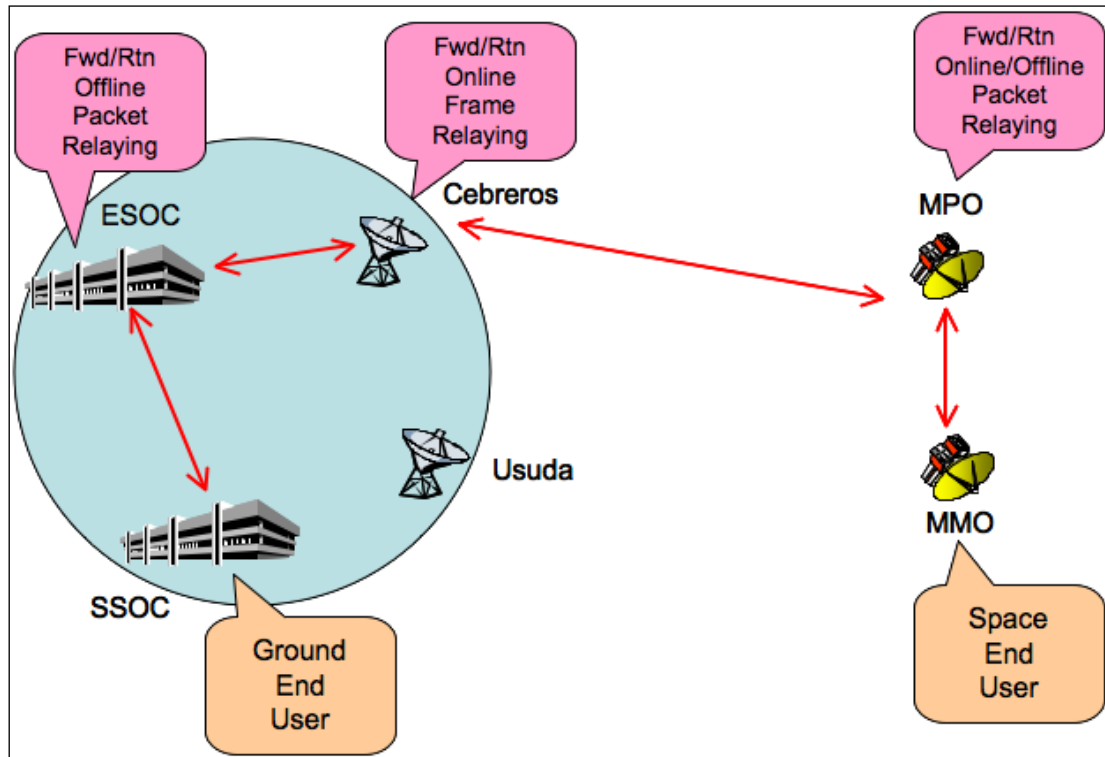 Fwd/Rtn
Offline
Packet
Relaying
Fwd/Rtn
Online
Frame
Relaying
Fwd/Rtn
Online/Offline
Packet
Relaying
ESOC
Cebreros
MPO
Usuda
MMO
SSOC
Ground
End
User
Space
End
User